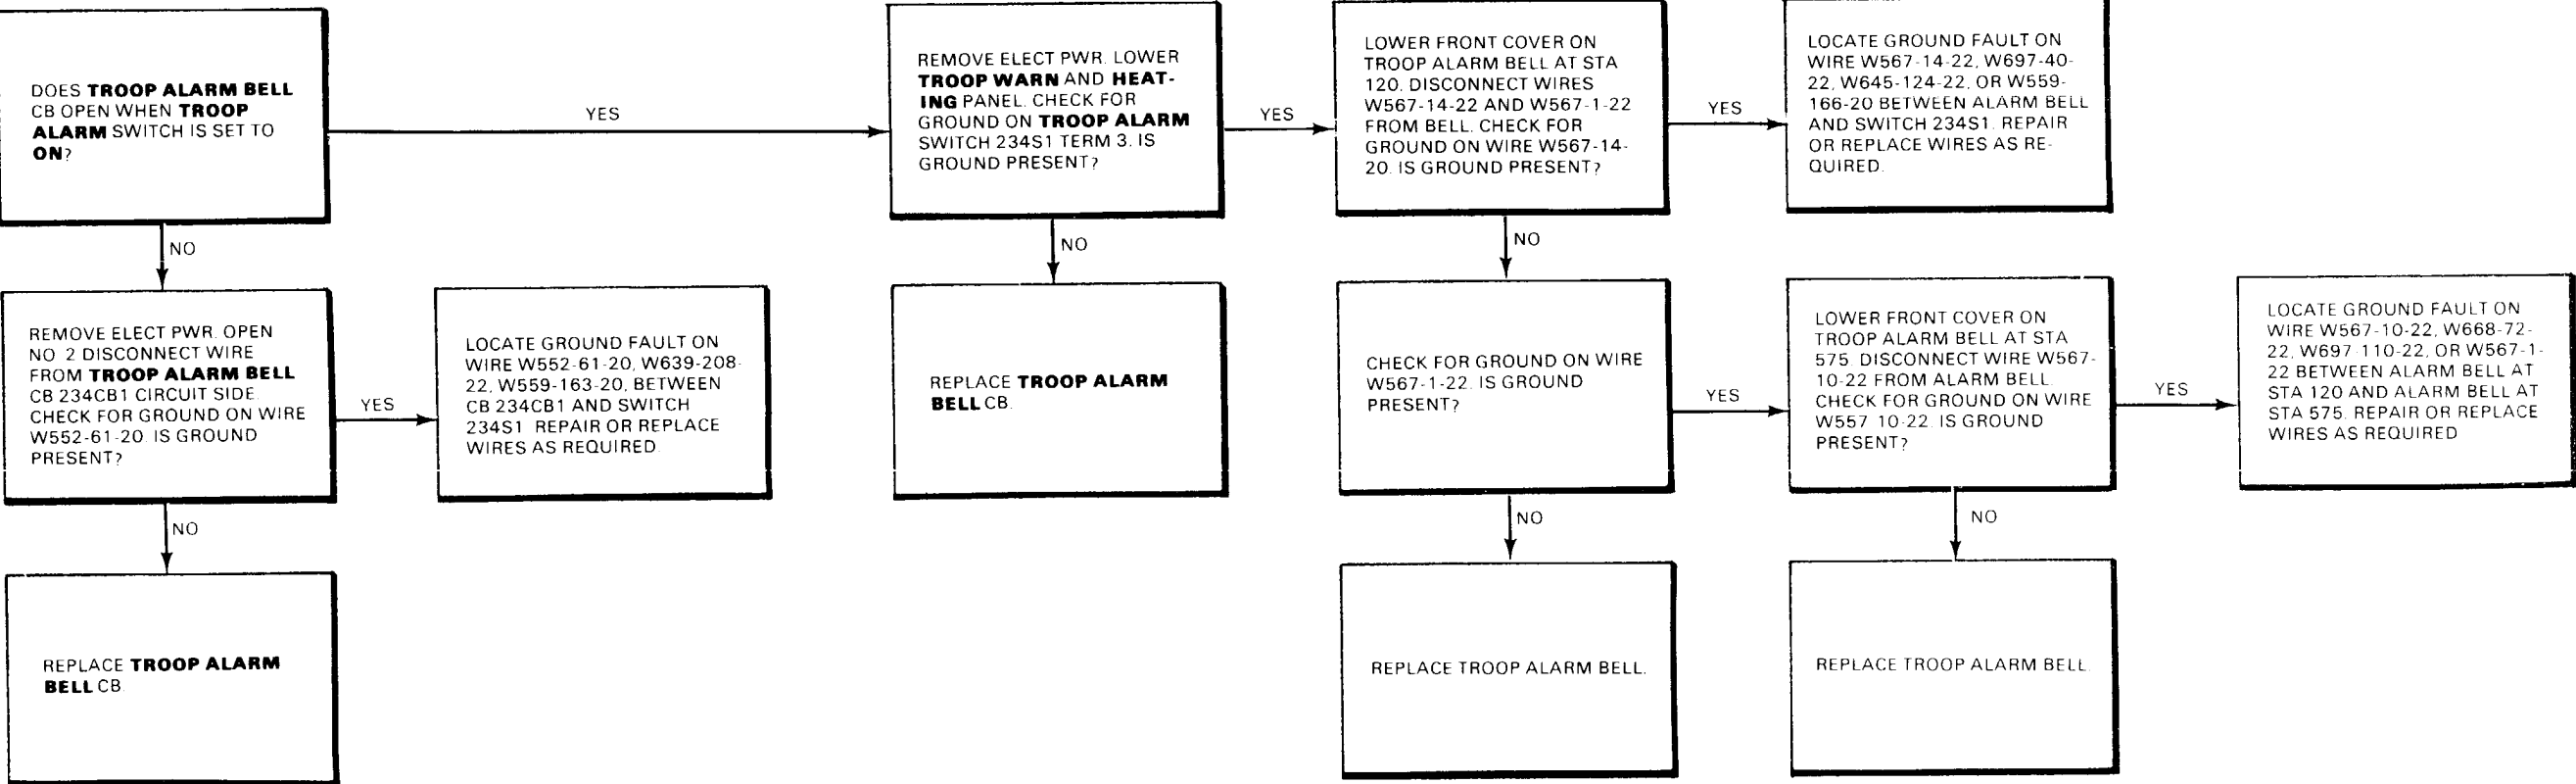 DOES TROOP ALARM BELL
CB OPEN WHEN TROOP
ALARM SWITCH IS SET TO
ON?
YES
REMOVE ELECT PWR. LOWER
TROOP WARN AND HEAT-
ING PANEL. CHECK FOR
GROUND ON TROOP ALARM
SWITCH 234S1 TERM 3. IS
GROUND PRESENT?
YES
LOWER FRONT COVER ON
TROOP ALARM BELL AT STA
120. DISCONNECT WIRES
W567-14-22 AND W567-1-22
FROM BELL. CHECK FOR
GROUND ON WIRE W567-14-
20. IS GROUND PRESENT?
YES
LOCATE GROUND FAULT ON
WIRE W567-14-22, W697-40-
22, W645-124-22, OR W559-
166-20 BETWEEN ALARM BELL
AND SWITCH 234S1. REPAIR
OR REPLACE WIRES AS RE-
QUIRED.
NO
NO
NO
REMOVE ELECT PWR. OPEN
NO 2 DISCONNECT WIRE
FROM TROOP ALARM BELL
CB 234CB1 CIRCUIT SIDE.
CHECK FOR GROUND ON WIRE
W552-61-20. IS GROUND
PRESENT?
YES
LOCATE GROUND FAULT ON
WIRE W552-61-20, W639-208-
22, W559-163-20, BETWEEN
CB 234CB1 AND SWITCH
234S1 REPAIR OR REPLACE
WIRES AS REQUIRED.
REPLACE TROOP ALARM
BELL CB.
CHECK FOR GROUND ON WIRE
W567-1-22. IS GROUND
PRESENT?
YES
LOWER FRONT COVER ON
TROOP ALARM BELL AT STA
575. DISCONNECT WIRE W567-
10-22 FROM ALARM BELL.
CHECK FOR GROUND ON WIRE
W557 10-22. IS GROUND
PRESENT?
YES
LOCATE GROUND FAULT ON
WIRE W567-10-22, W668-72-
22, W697-110-22, OR W567-1-
22 BETWEEN ALARM BELL AT
STA 120 AND ALARM BELL AT
STA 575. REPAIR OR REPLACE
WIRES AS REQUIRED
NO
NO
NO
REPLACE TROOP ALARM
BELL CB.
REPLACE TROOP ALARM BELL.
REPLACE TROOP ALARM BELL.